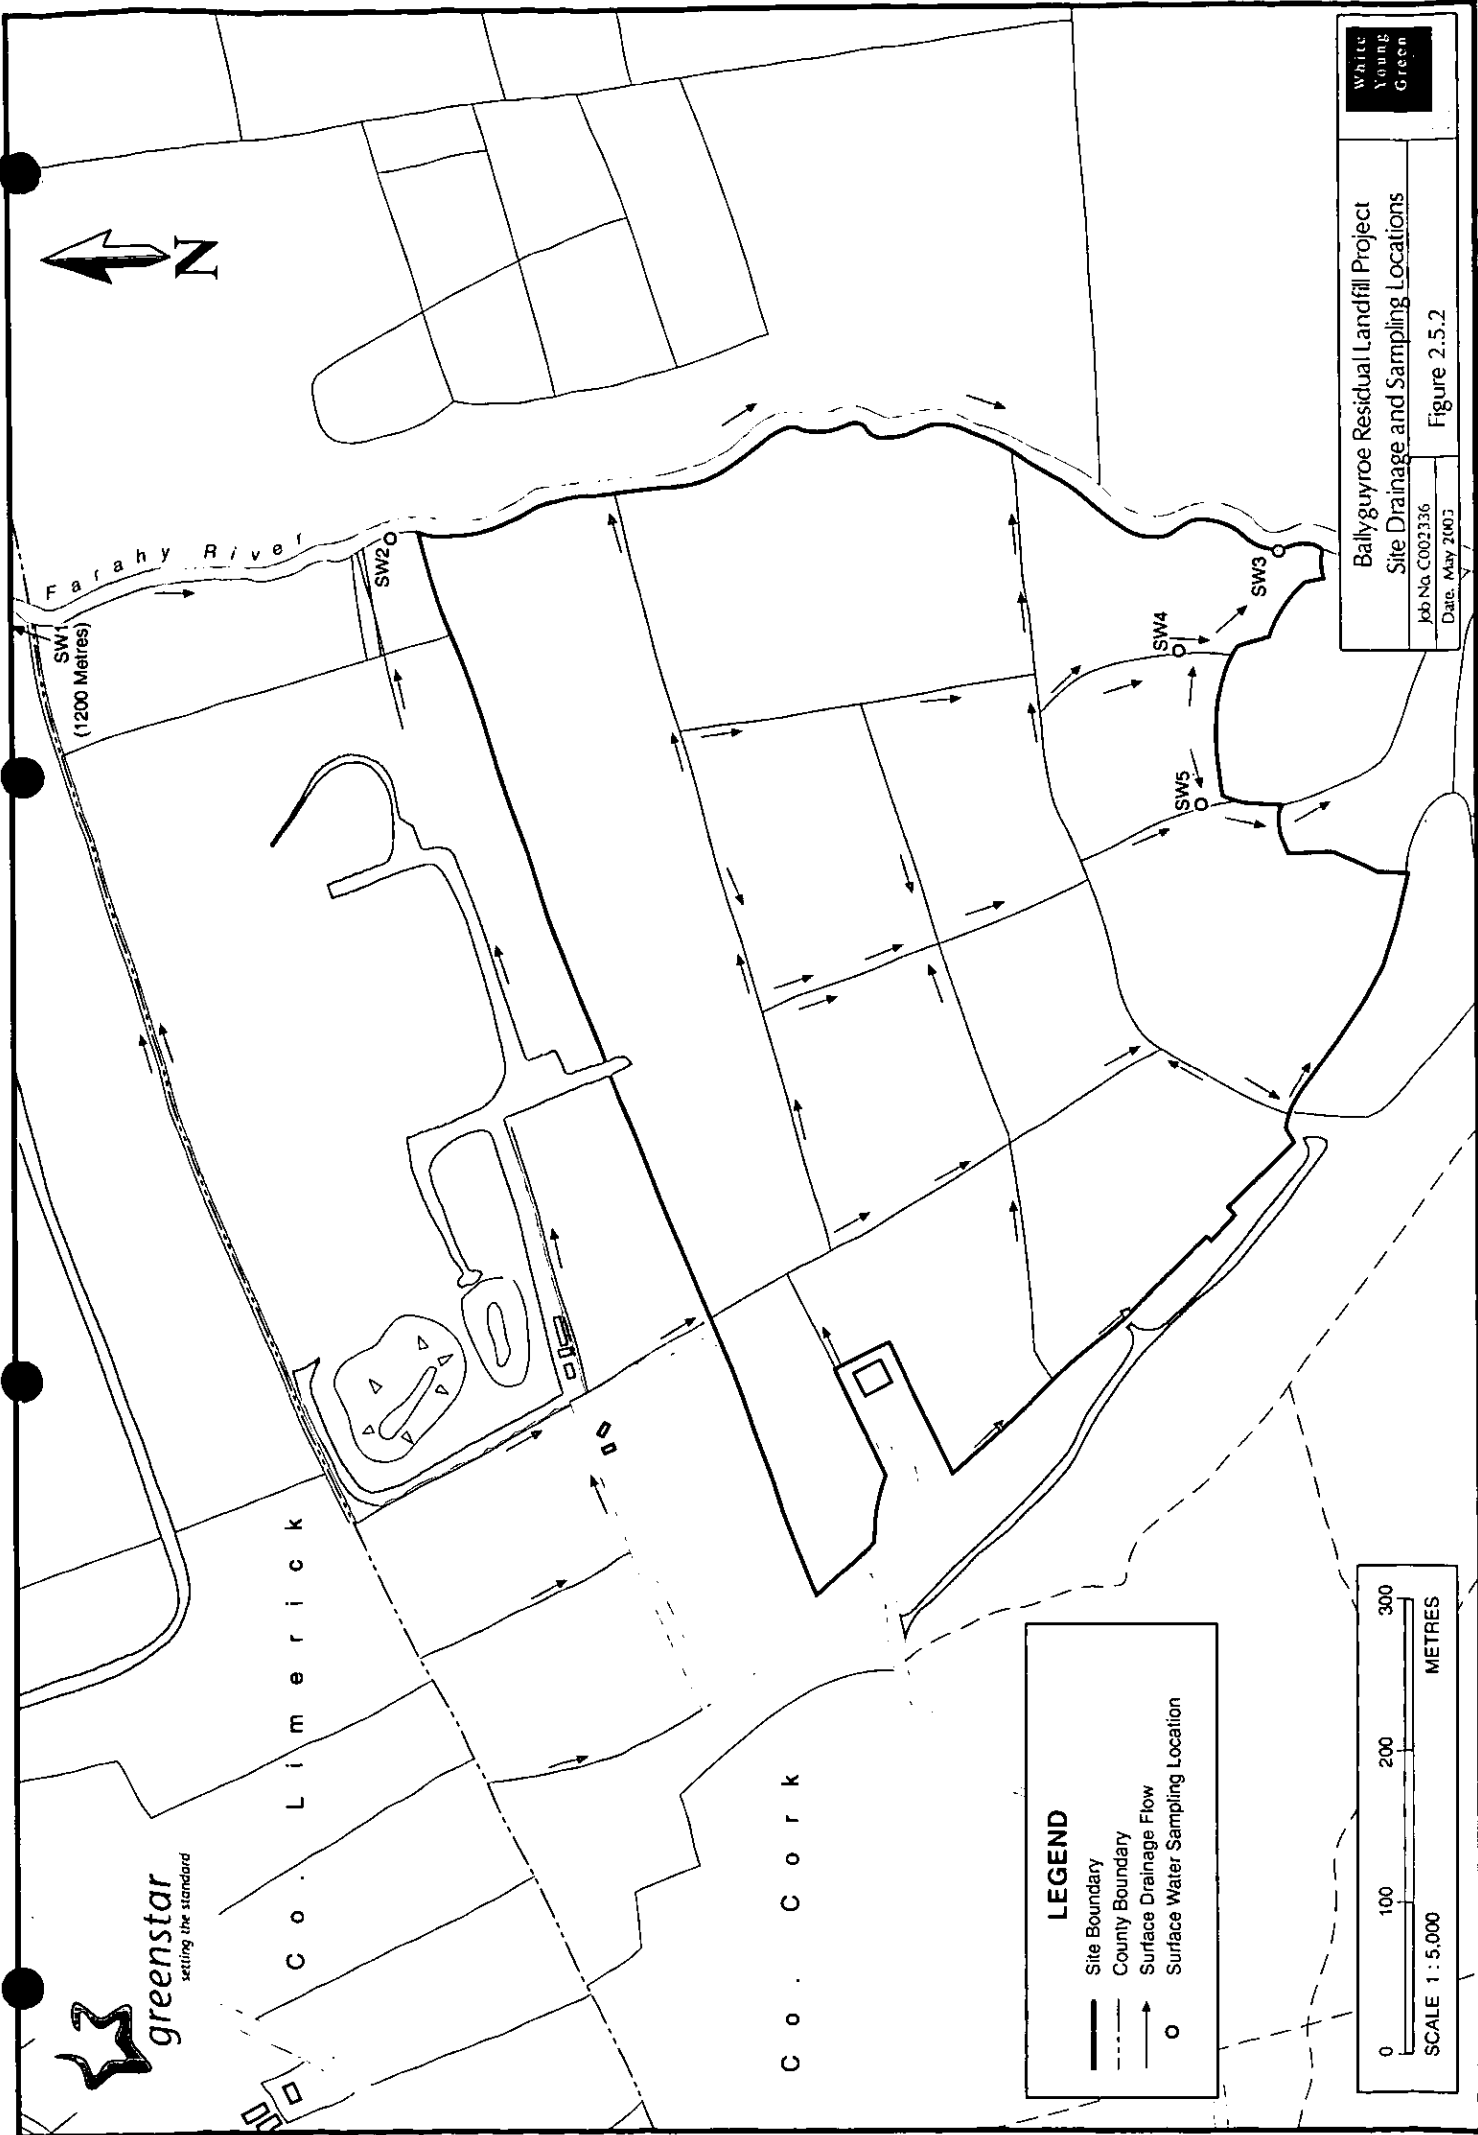 greenstar
setting the standard
Co. Limerick
Co. Cork
Farahy River
SW1
(1200 Metres)
SW2
SW3
SW4
SW5
N
LEGEND
Site Boundary
County Boundary
Surface Drainage Flow
Surface Water Sampling Location
0 100 200 300
SCALE 1 : 5,000 METRES
White
Young
Green
Ballyguyroe Residual Landfill Project
Site Drainage and Sampling Locations
Job No. C002336
Date. May 2003
Figure 2.5.2